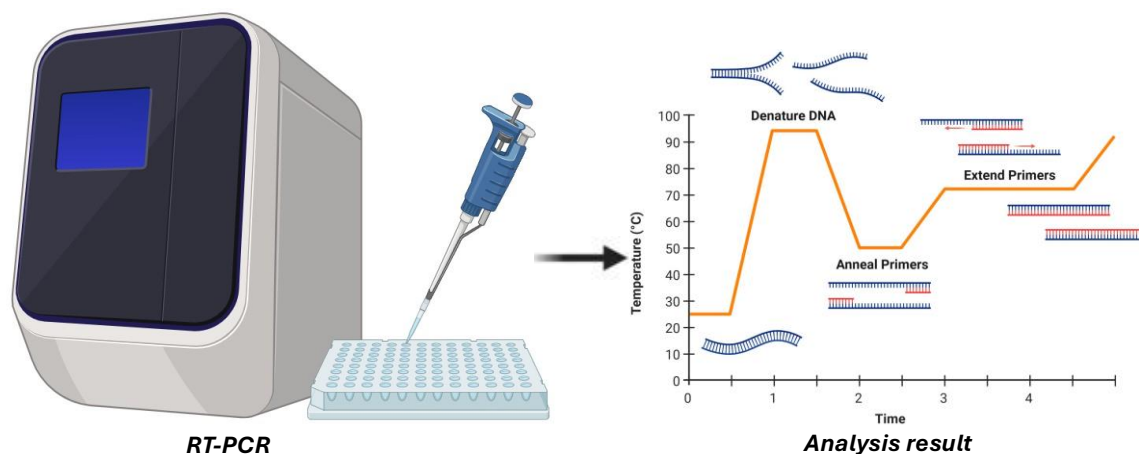 Denature DNA
Extend Primers
Anneal Primers
Temperature (°C)
100
90
80
70
60
50
40
30
20
10
0
0
1
2
3
4
Time
RT-PCR
Analysis result